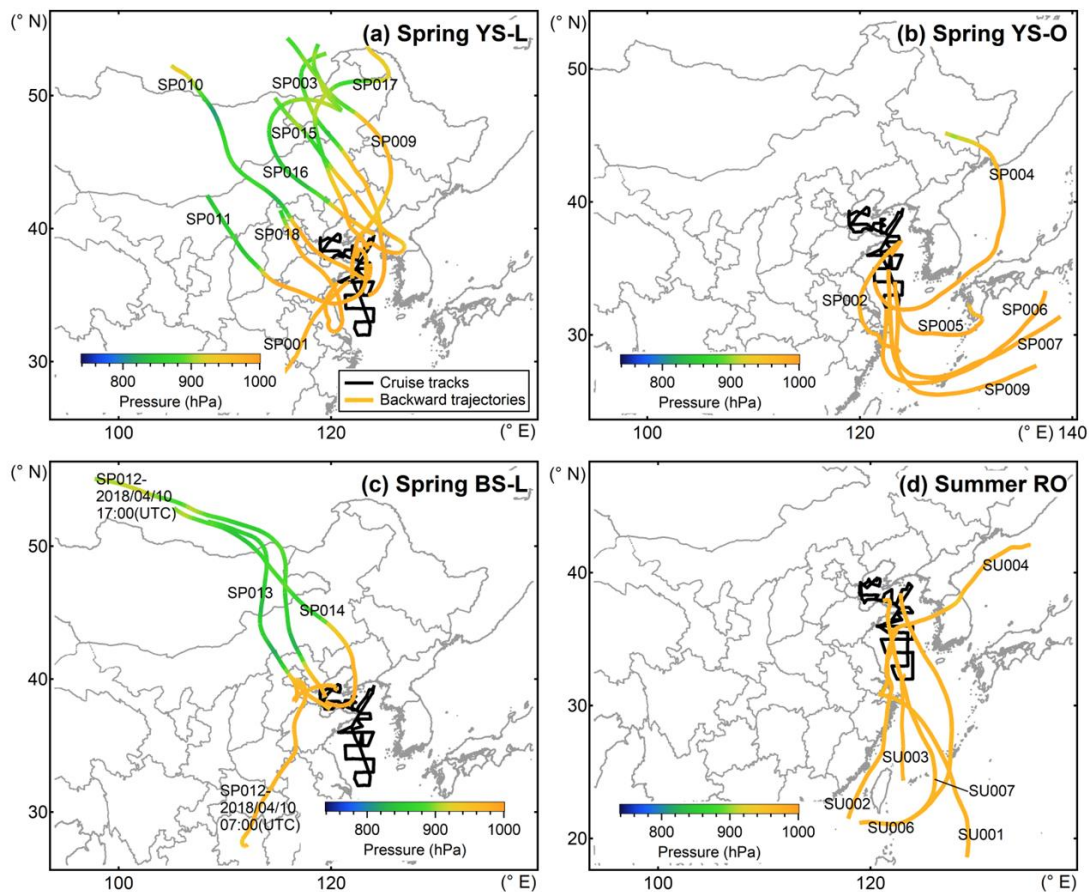 (° N)
(a) Spring YS-L
SP010
SP003
SP017
50
SP015
SP009
SP016
SP011
40
SP018
SP001
30
800
900
1000
Pressure (hPa)
Cruise tracks
Backward trajectories
100
120
(° E)
(° N)
(b) Spring YS-O
50
SP004
40
SP002
SP006
SP005
30
SP007
SP009
800
900
1000
Pressure (hPa)
100
120
(° E)
140
(° N)
(c) Spring BS-L
SP012-
2018/04/10
17:00(UTC)
50
SP013
SP014
40
SP012-
2018/04/10
07:00(UTC)
30
800
900
1000
Pressure (hPa)
100
120
(° E)
(° N)
(d) Summer RO
SU004
40
30
SU003
SU007
SU002
SU006
SU001
20
800
900
1000
Pressure (hPa)
100
120
(° E)